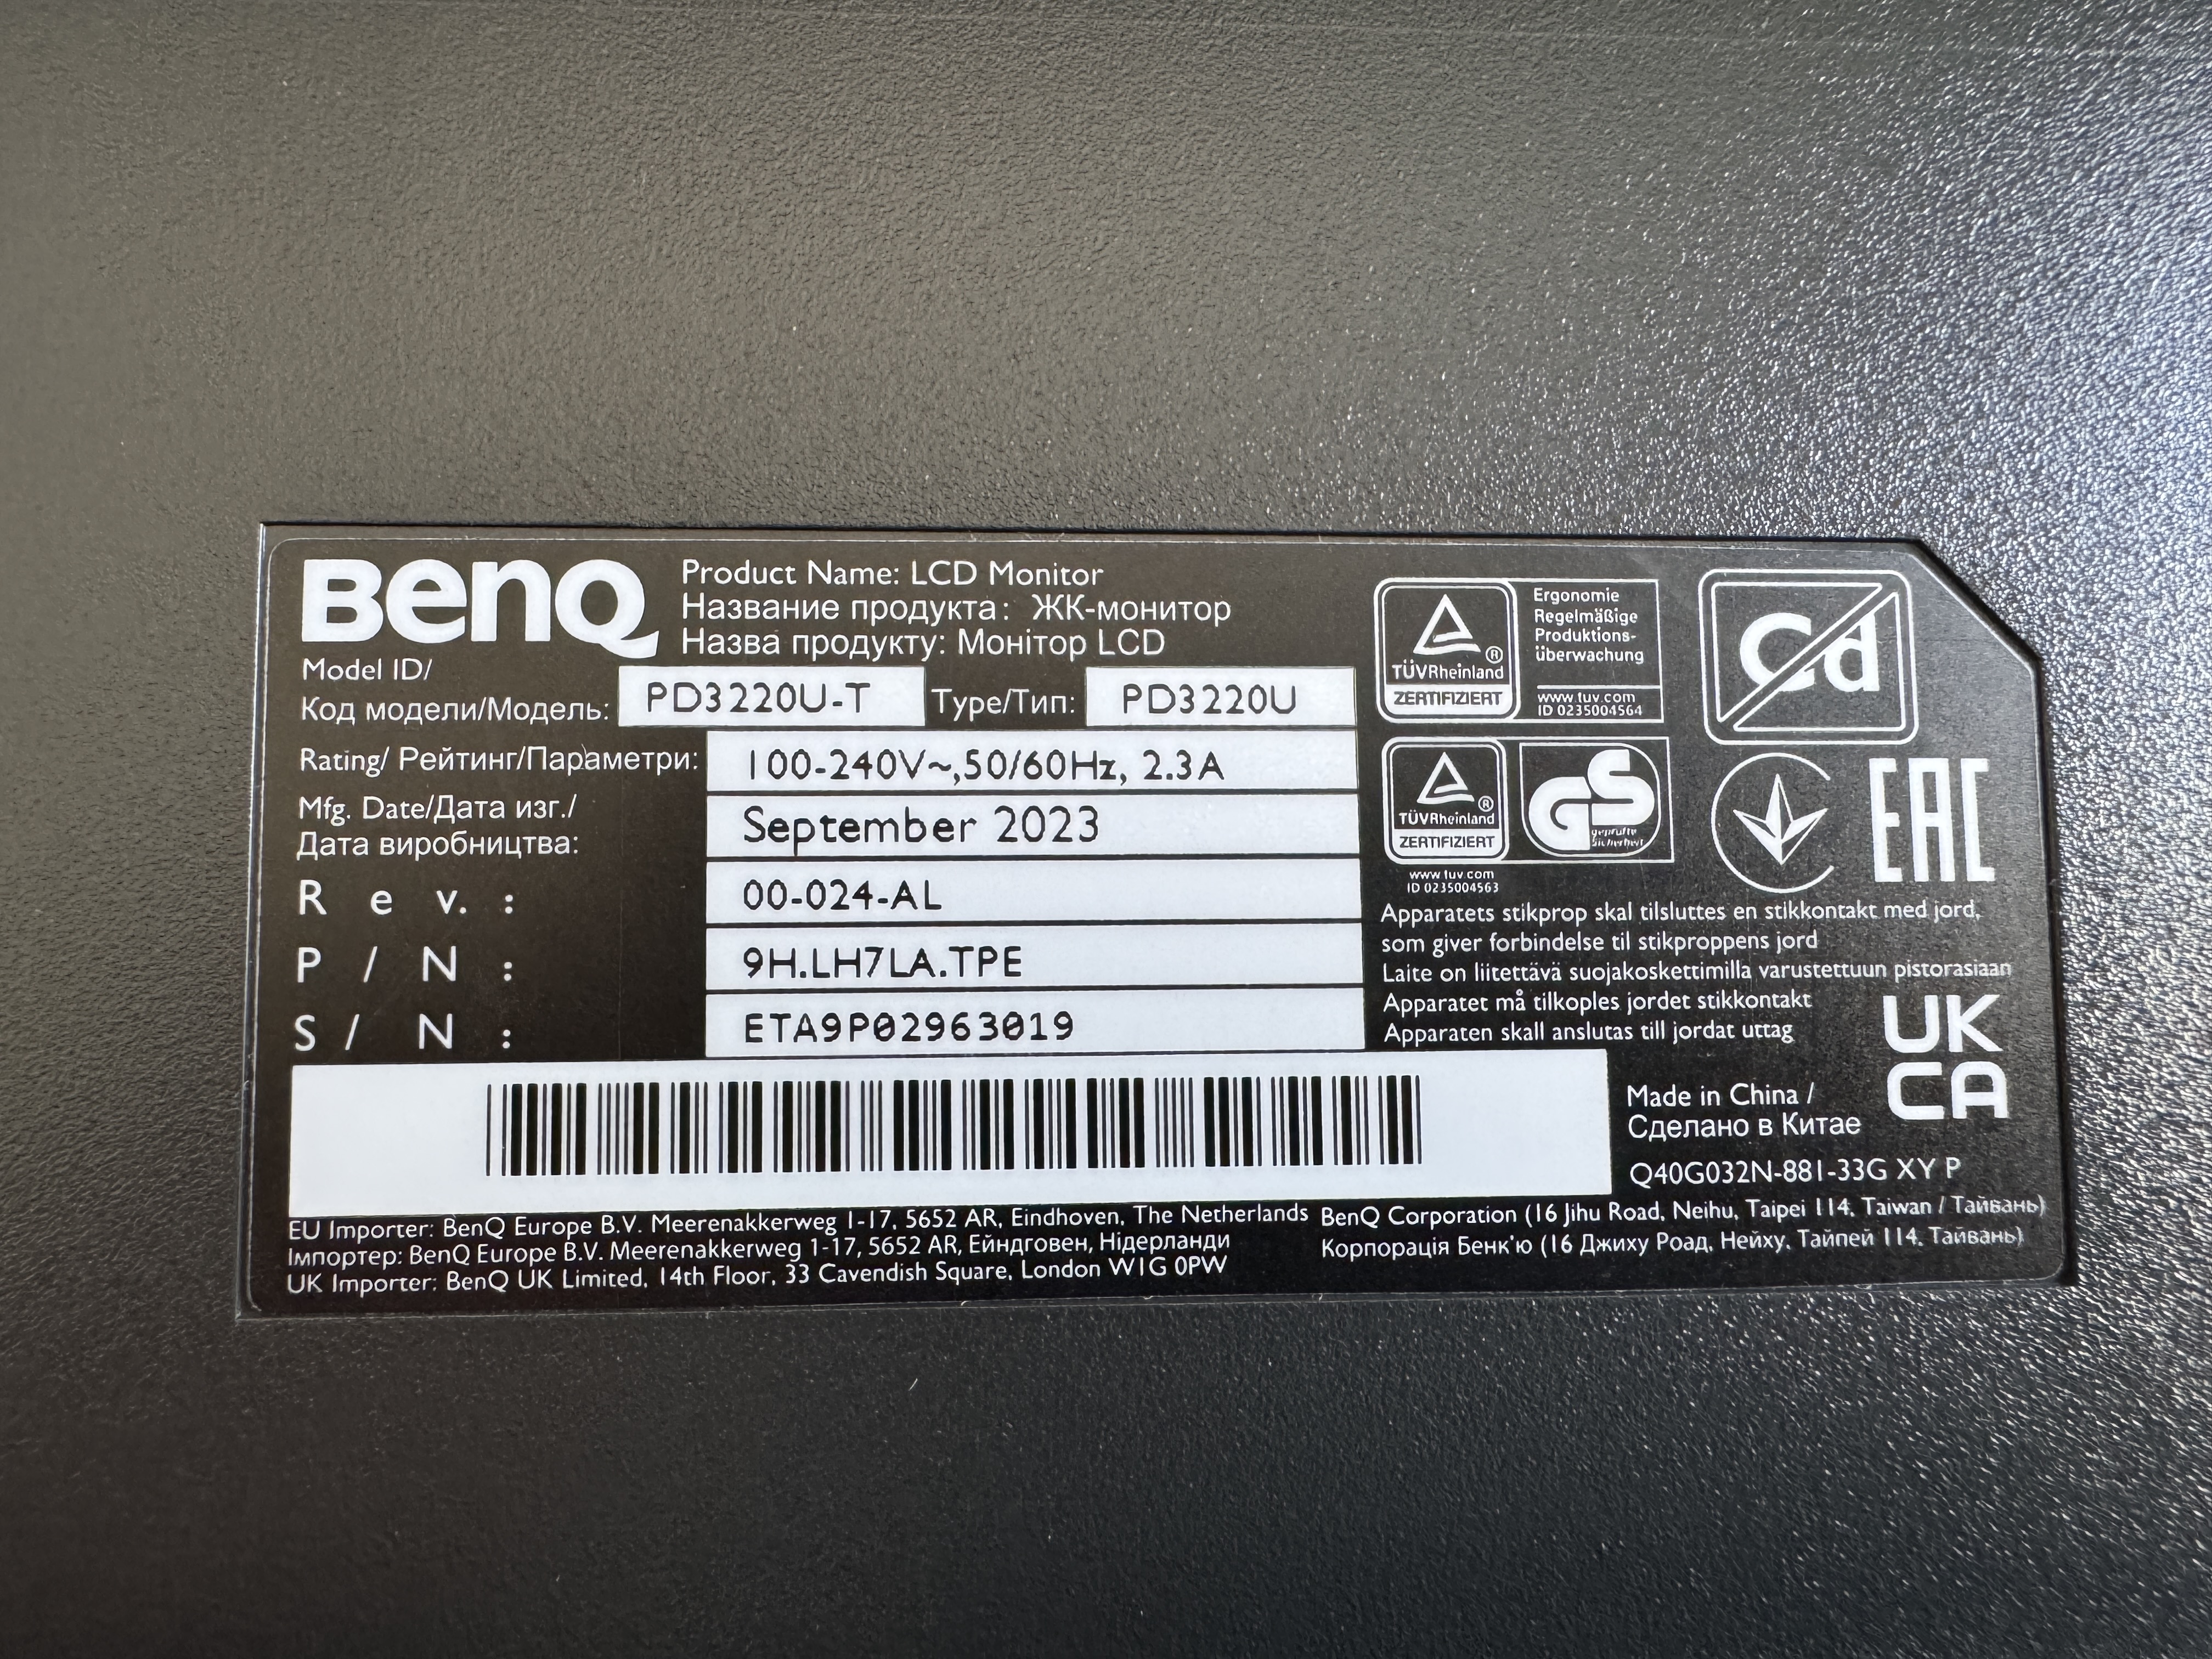 BenQ
Product Name: LCD Monitor
Название продукта: ЖК-монитор
Назва продукту: Монітор LCD
Model ID/
Код модели/Модель: PD3220U-T Type/Тип: PD3220U
Rating/ Рейтинг/Параметри: 100-240V~,50/60Hz, 2.3A
Mfg. Date/Дата изг./
Дата виробництва: September 2023
Rev.: 00-024-AL
P/N: 9H.LH7LA.TPE
S/N: ETA9P02963019
TÜVRheinland ®
ZERTIFIZIERT
Ergonomie
Regelmäßige
Produktions-
überwachung
www.tuv.com
ID 0235004564
Cd
TÜVRheinland ®
ZERTIFIZIERT
GS
geprüfte
Sicherheit
www.tuv.com
ID 0235004563
EAC
Apparatets stikprop skal tilsluttes en stikkontakt med jord,
som giver forbindelse til stikproppens jord
Laite on liitettävä suojakoskettimilla varustettuun pistorasiaan
Apparatet må tilkoples jordet stikkontakt
Apparaten skall anslutas till jordat uttag
UK
CA
Made in China /
Сделано в Китае
Q40G032N-881-33G XY P
EU Importer: BenQ Europe B.V. Meerenakkerweg 1-17, 5652 AR, Eindhoven, The Netherlands
Імпортер: BenQ Europe B.V. Meerenakkerweg 1-17, 5652 AR, Ейндговен, Нідерланди
UK Importer: BenQ UK Limited, 14th Floor, 33 Cavendish Square, London W1G 0PW
BenQ Corporation (16 Jihu Road, Neihu, Taipei 114, Taiwan / Тайвань)
Корпорація Бенк'ю (16 Джиху Роад, Нейху, Тайпей 114, Тайвань)